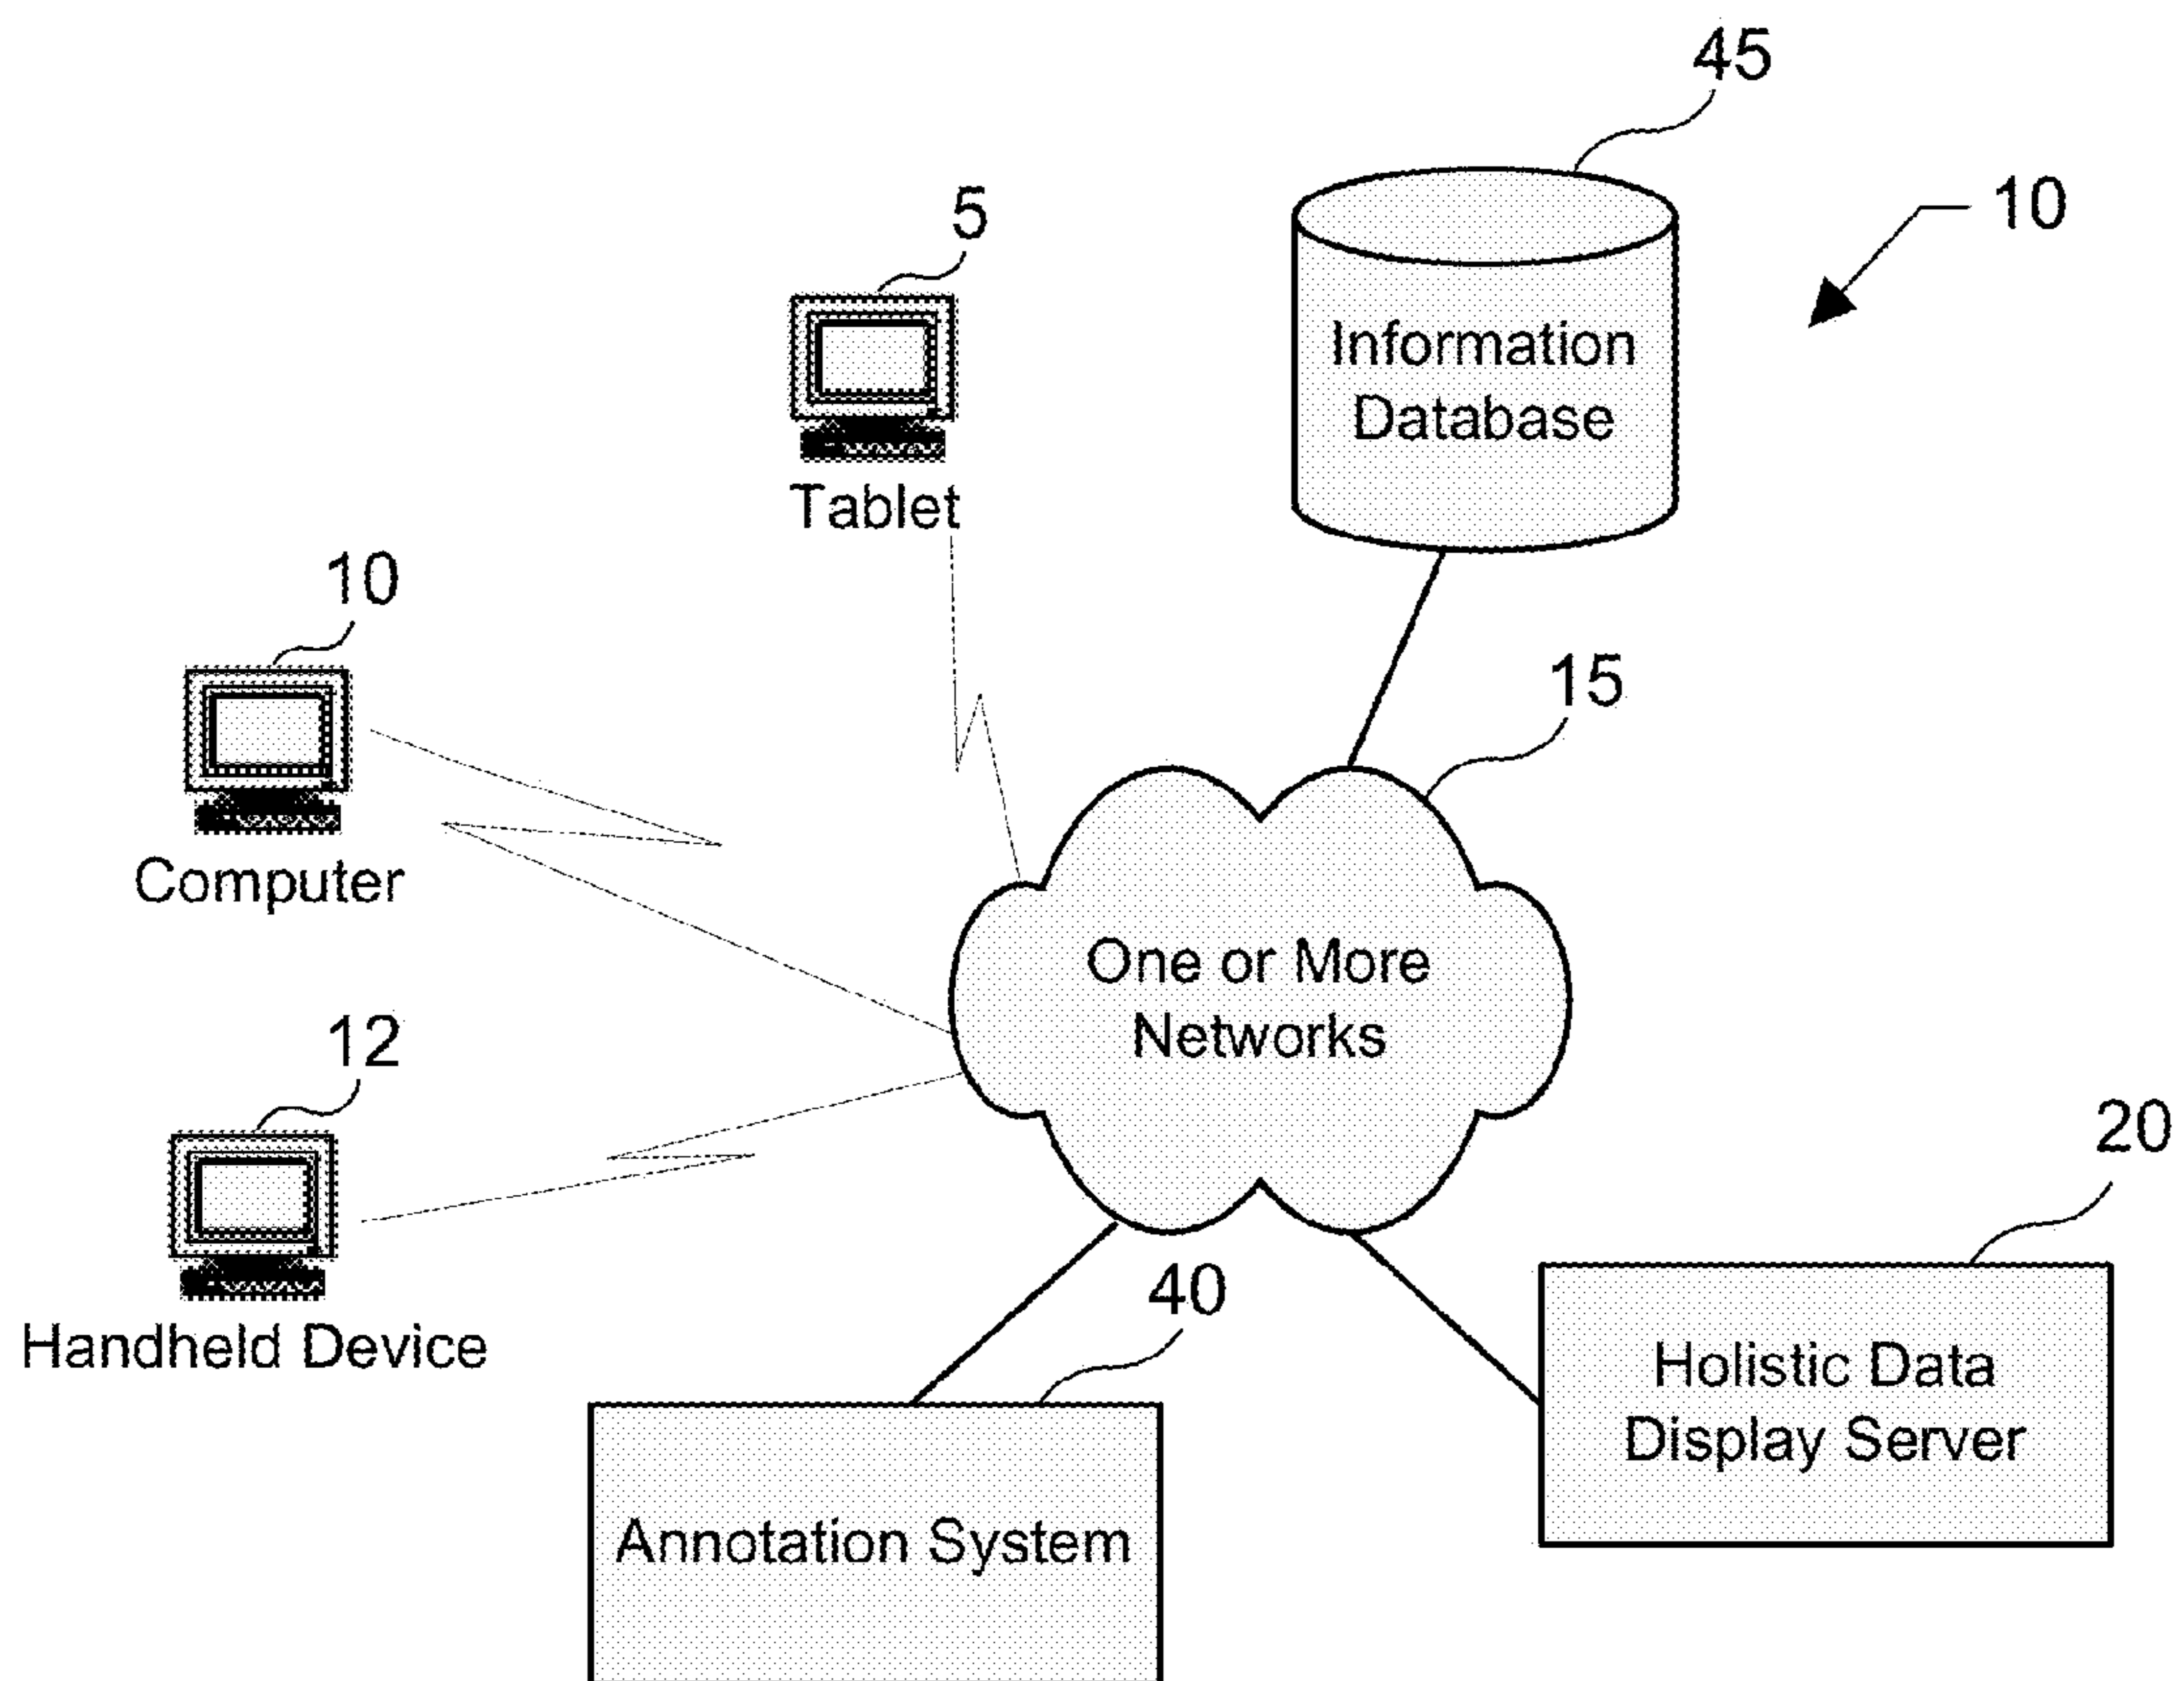 45
10
5
Information
Database
Tablet
10
15
Computer
One or More
Networks
12
20
Handheld Device
40
Holistic Data
Display Server
Annotation System